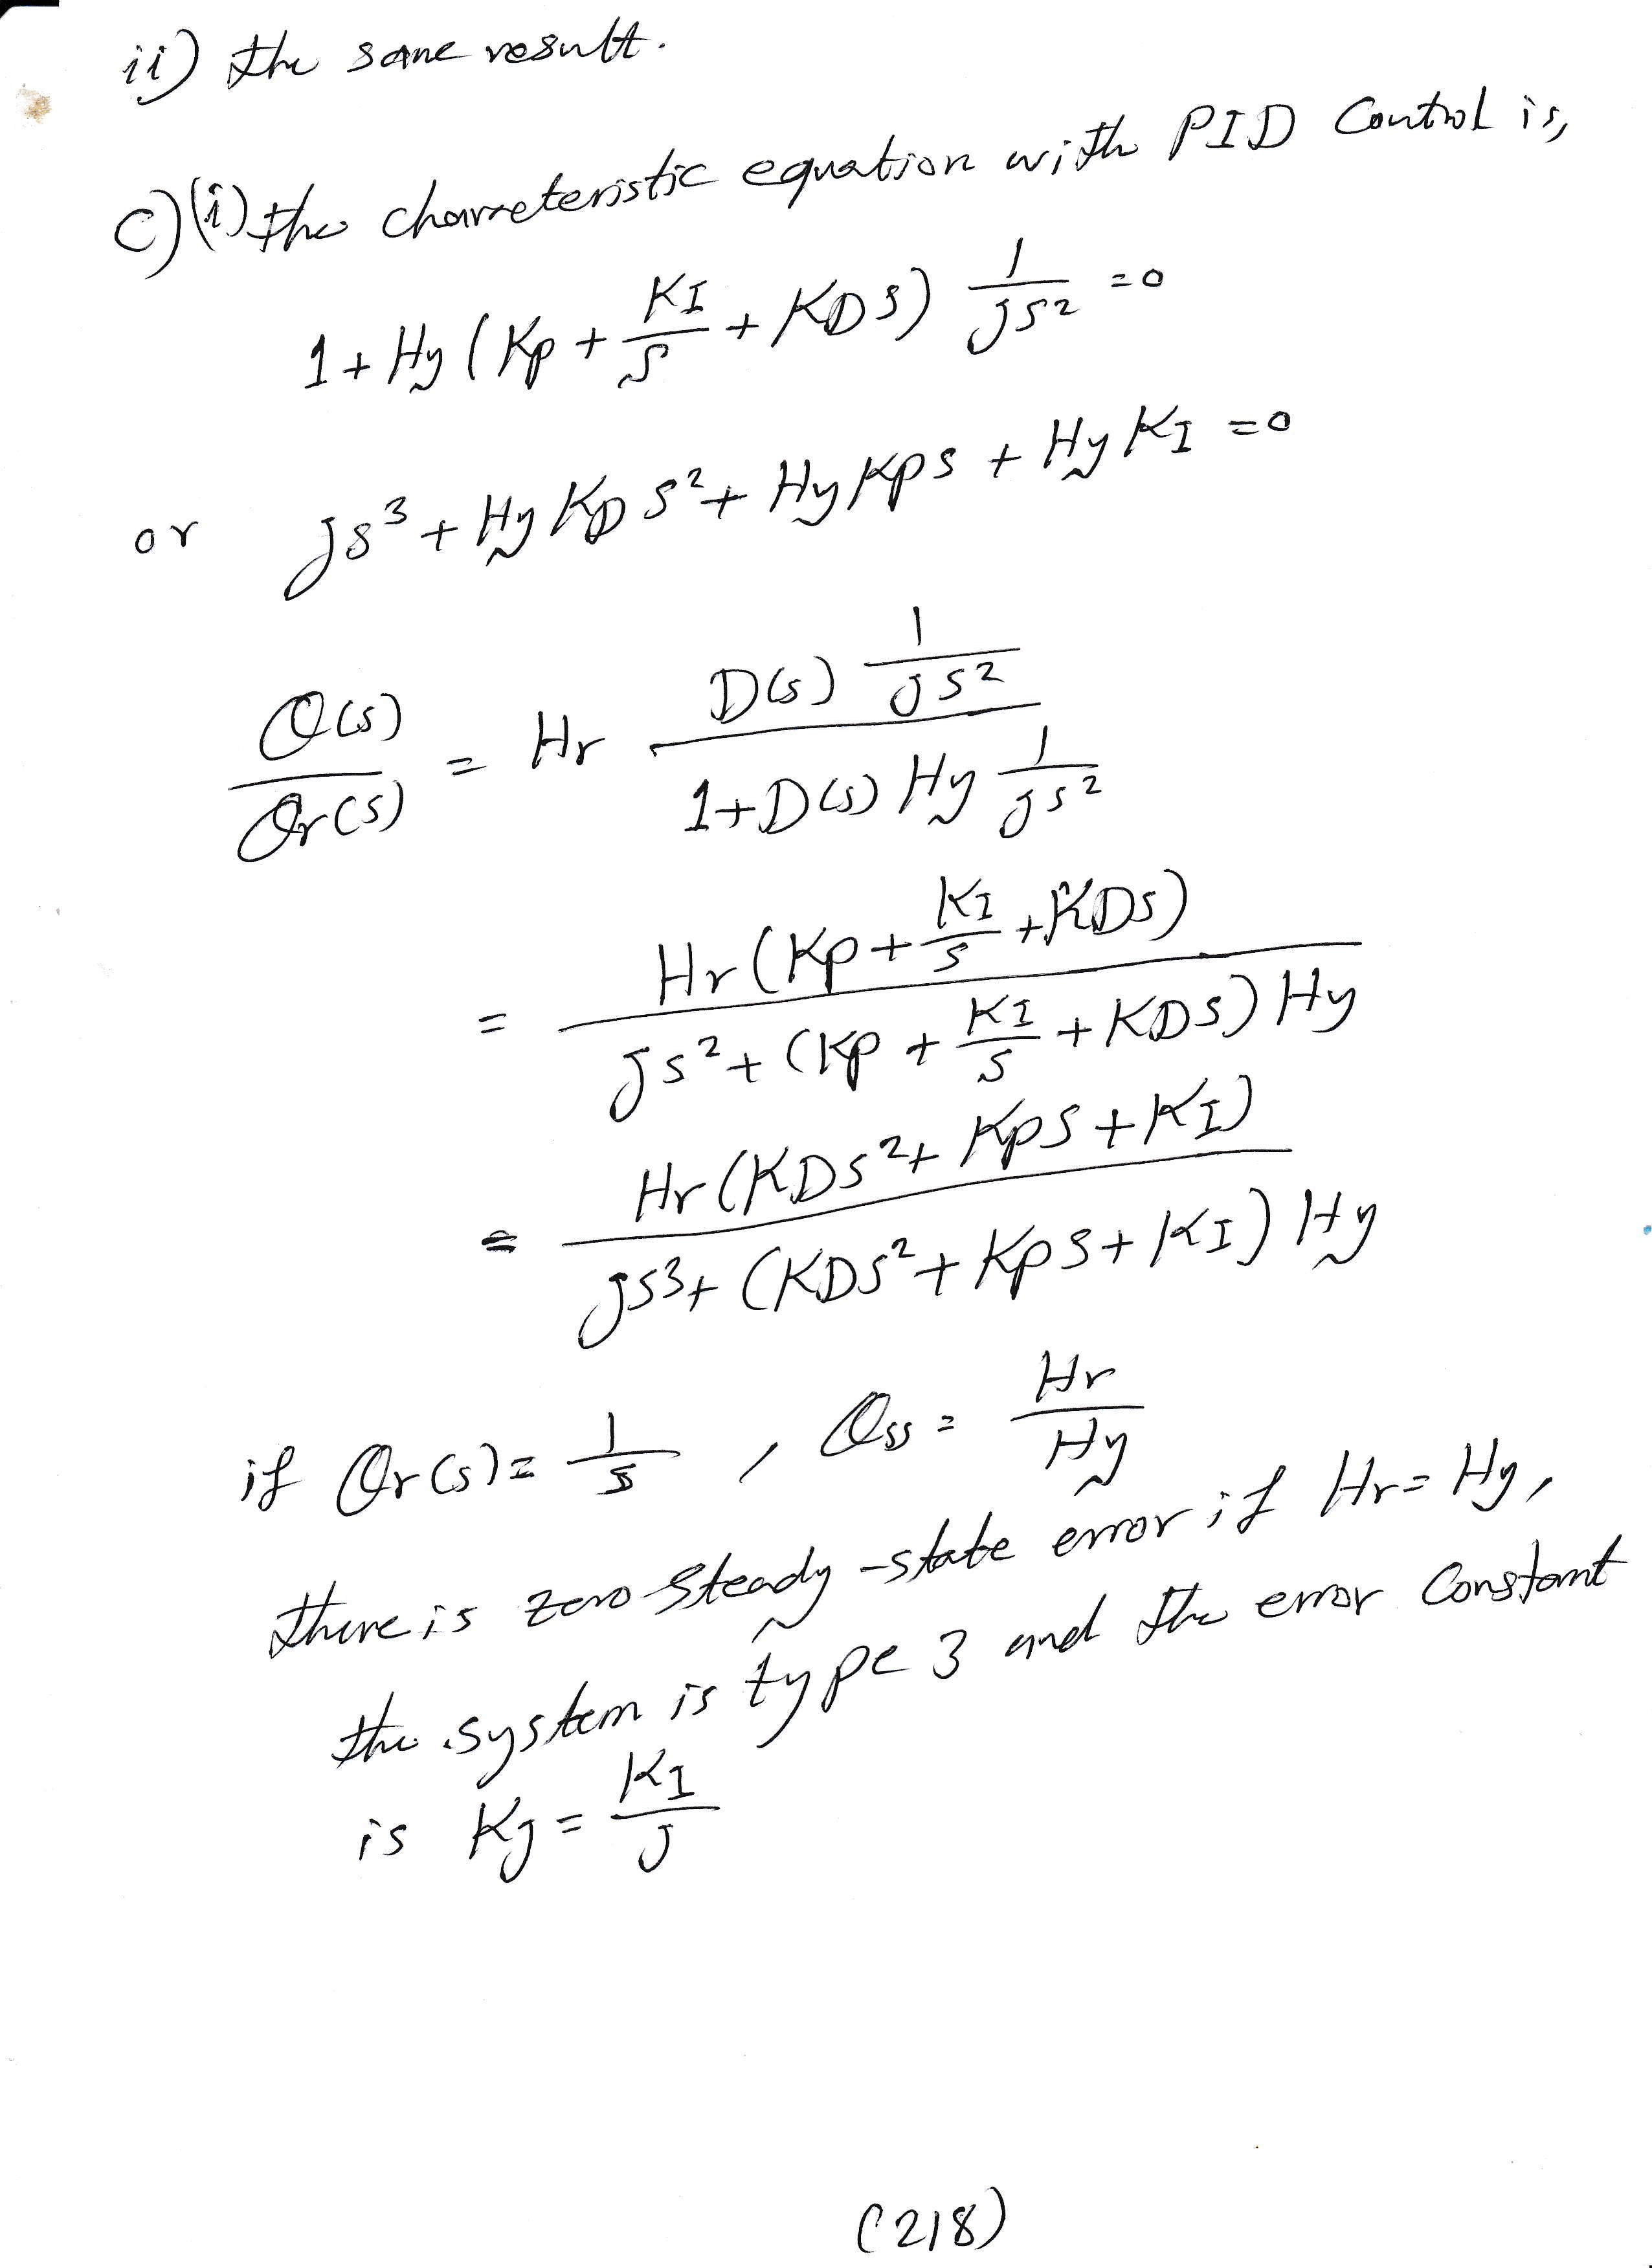 ii) the same result.
c)(i) the characteristic equation with PID Control is,
1 + Hy (Kp + KI/s + KD s) 1/Js² = 0
or Js³ + Hy KD s² + Hy Kp s + Hy KI = 0
Θ(s)/Θr(s) = Hr (D(s) 1/Js²)/(1 + D(s) Hy 1/Js²)
= Hr (Kp + KI/s + KDs)/(Js² + (Kp + KI/s + KDs) Hy)
= Hr (KDs² + Kps + KI)/(Js³ + (KDs² + Kps + KI) Hy)
if Θr(s) = 1/s , Θss = Hr/Hy
there is zero steady-state error if Hr = Hy,
the system is type 3 and the error Constant
is KJ = KI/J
(218)